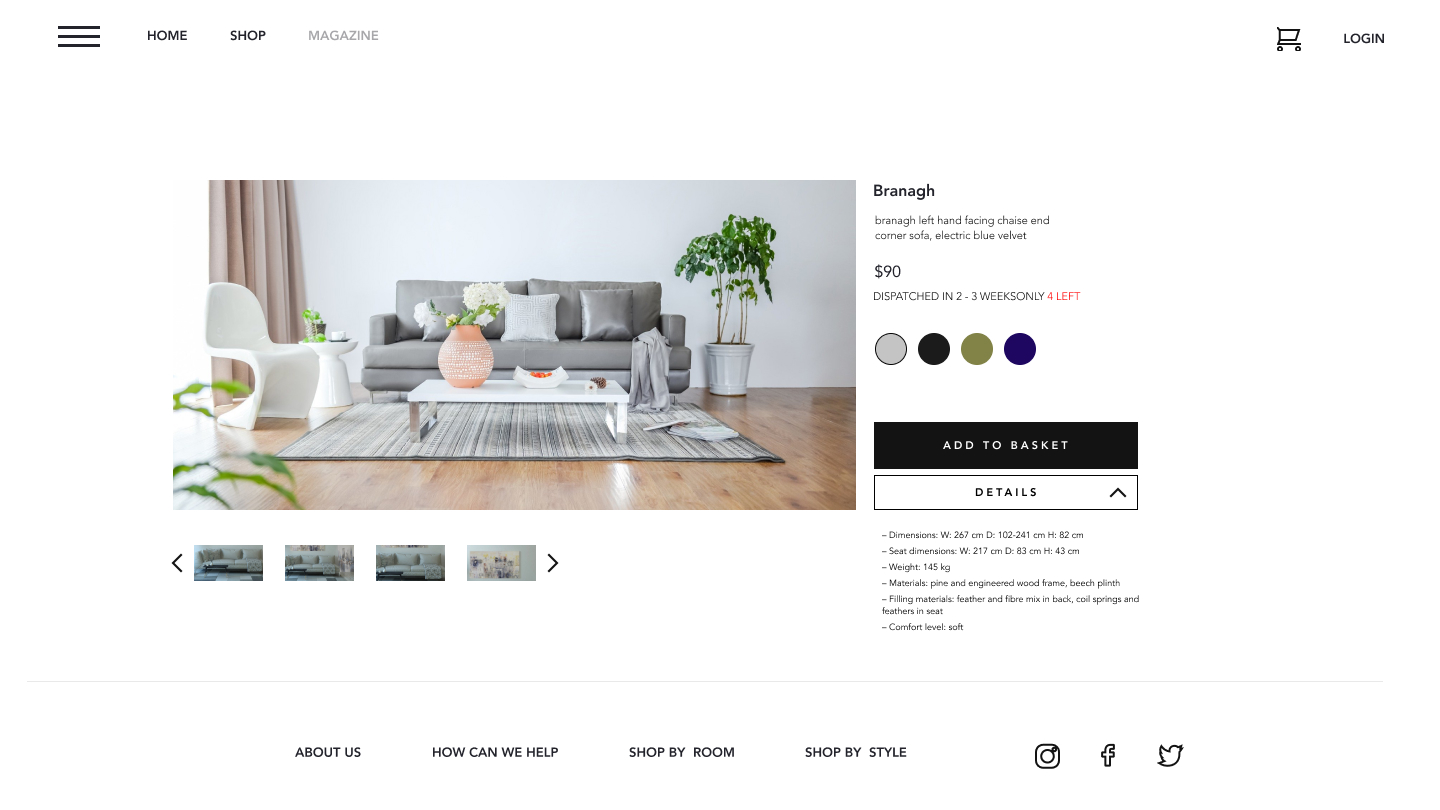 HOME SHOP MAGAZINE LOGIN
Branagh
branagh left hand facing chaise end
corner sofa, electric blue velvet
$90
DISPATCHED IN 2 - 3 WEEKSONLY 4 LEFT
ADD TO BASKET
DETAILS
– Dimensions: W: 267 cm D: 102-241 cm H: 82 cm
– Seat dimensions: W: 217 cm D: 83 cm H: 43 cm
– Weight: 145 kg
– Materials: pine and engineered wood frame, beech plinth
– Filling materials: feather and fibre mix in back, coil springs and
feathers in seat
– Comfort level: soft
ABOUT US HOW CAN WE HELP SHOP BY ROOM SHOP BY STYLE